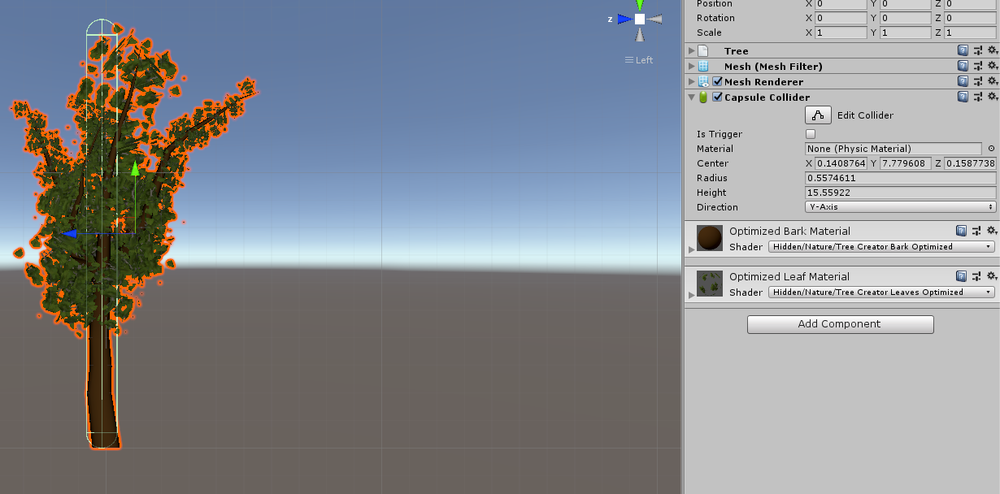 Position X 0 Y 0 Z 0
z Rotation X 0 Y 0 Z 0
Scale X 1 Y 1 Z 1
Left
Tree
Mesh (Mesh Filter)
Mesh Renderer
Capsule Collider
Edit Collider
Is Trigger
Material None (Physic Material)
Center X 0.1408764 Y 7.779608 Z 0.1587738
Radius 0.5574611
Height 15.55922
Direction Y-Axis
Optimized Bark Material
Shader Hidden/Nature/Tree Creator Bark Optimized
Optimized Leaf Material
Shader Hidden/Nature/Tree Creator Leaves Optimized
Add Component